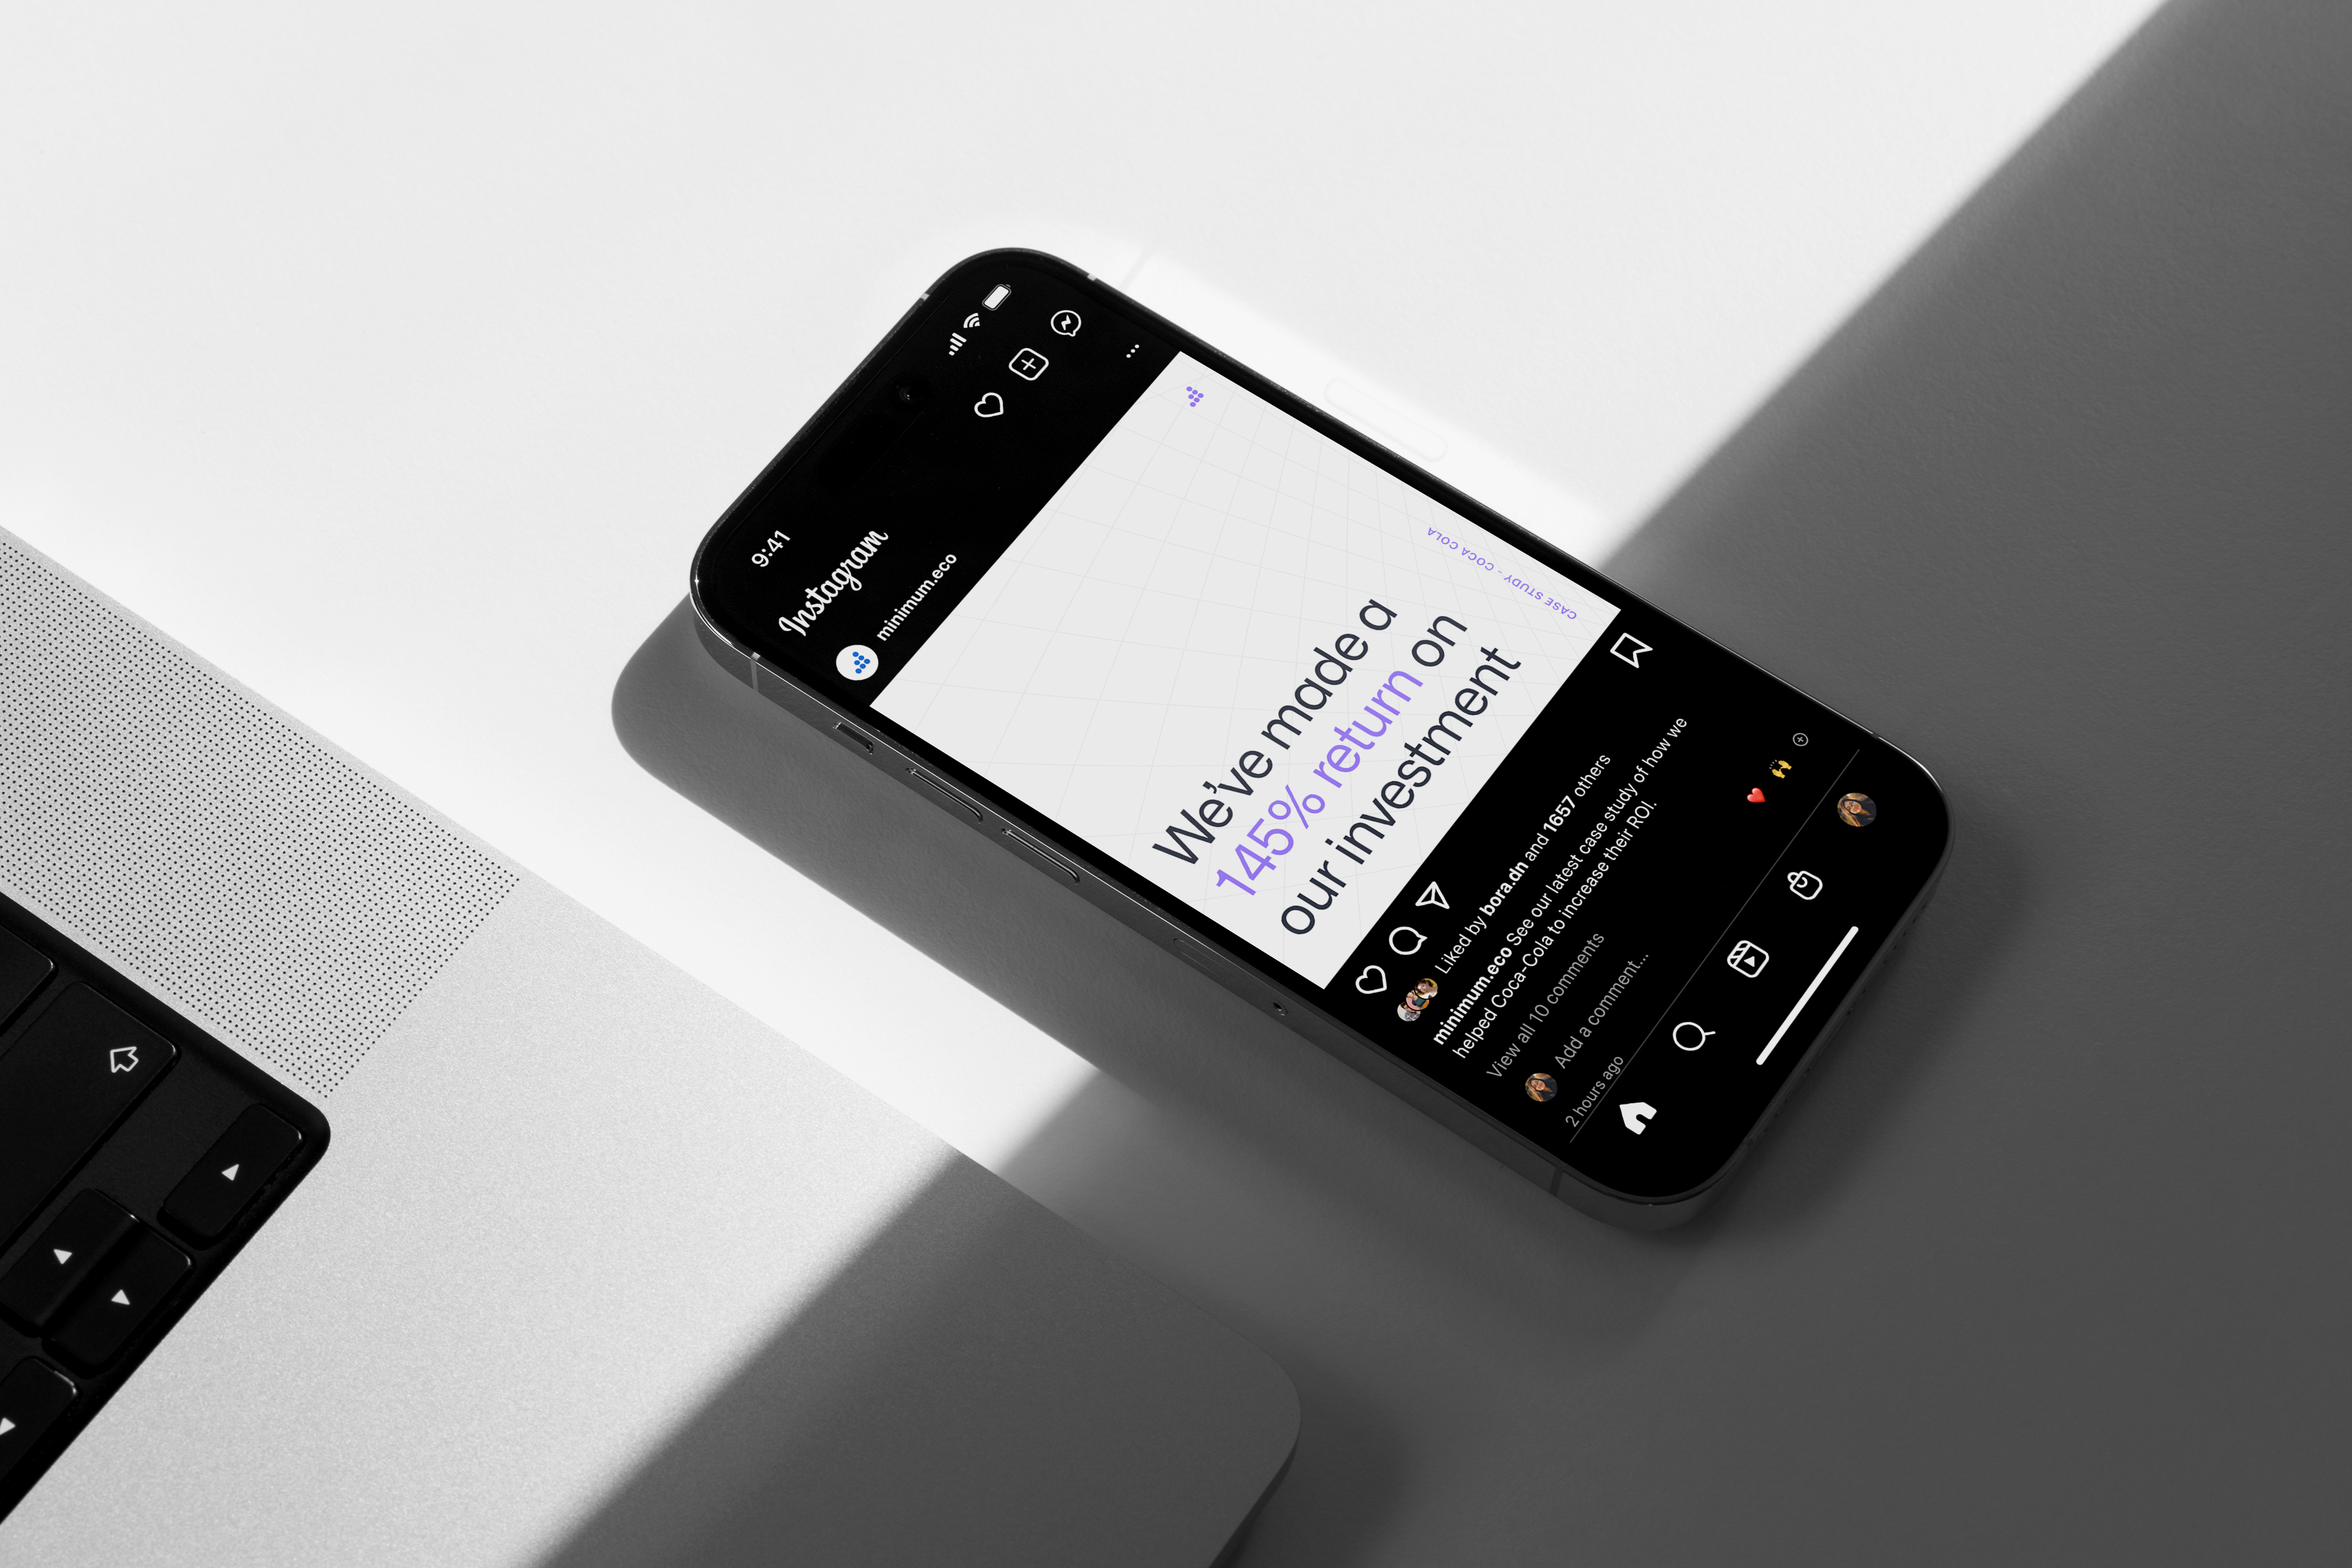 9:41
Instagram
minimum.eco
CASE STUDY - COCA COLA
We've made a
145% return on
our investment
Liked by bora.dn and 1657 others
minimum.eco See our latest case study of how we
helped Coca-Cola to increase their ROI.
View all 10 comments
Add a comment...
2 hours ago